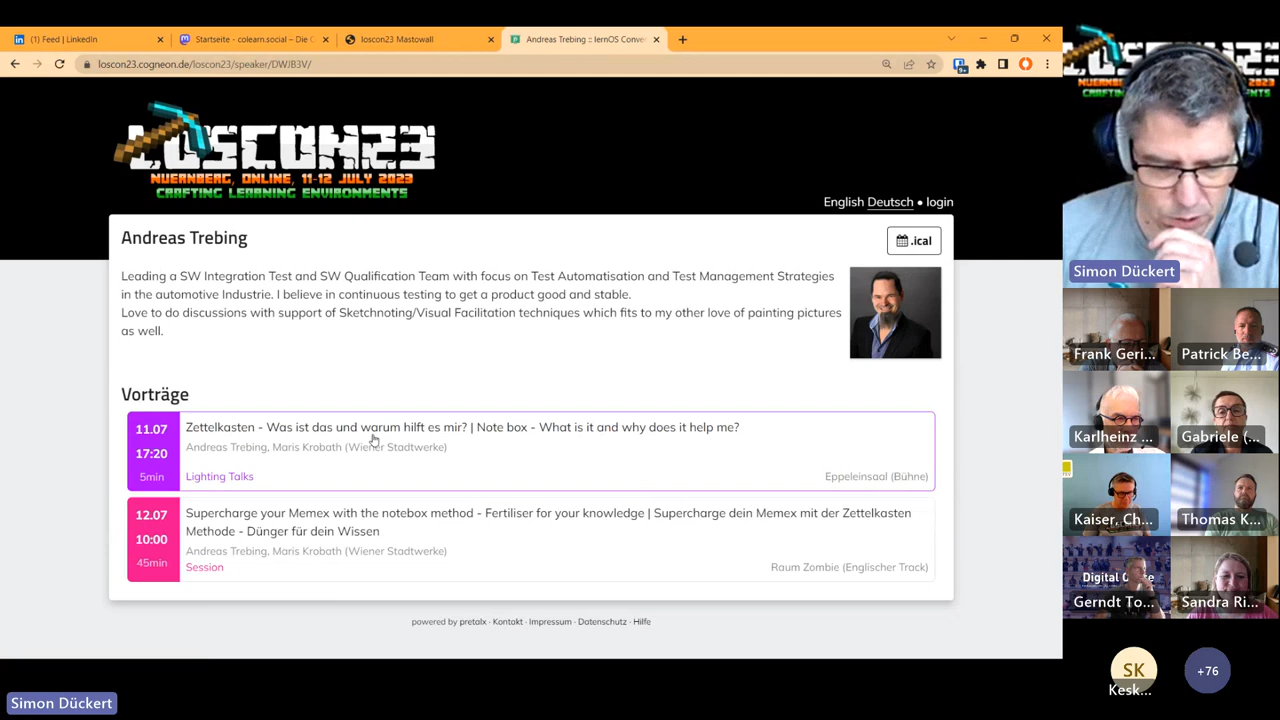 (1) Feed | LinkedIn
Startseite - colearn.social – Die C
loscon23 Mastowall
Andreas Trebing :: lernOS Conve
loscon23.cogneon.de/loscon23/speaker/DWJB3V/
9+
LOSCON23
NUERNBERG, ONLINE, 11-12 JULY 2023
CRAFTING LEARNING ENVIRONMENTS
English Deutsch • login
Andreas Trebing
.ical
Leading a SW Integration Test and SW Qualification Team with focus on Test Automatisation and Test Management Strategies
in the automotive Industrie. I believe in continuous testing to get a product good and stable.
Love to do discussions with support of Sketchnoting/Visual Facilitation techniques which fits to my other love of painting pictures
as well.
Vorträge
11.07
17:20
5min
Zettelkasten - Was ist das und warum hilft es mir? | Note box - What is it and why does it help me?
Andreas Trebing, Maris Krobath (Wiener Stadtwerke)
Lighting Talks
Eppeleinsaal (Bühne)
12.07
10:00
45min
Supercharge your Memex with the notebox method - Fertiliser for your knowledge | Supercharge dein Memex mit der Zettelkasten
Methode - Dünger für dein Wissen
Andreas Trebing, Maris Krobath (Wiener Stadtwerke)
Session
Raum Zombie (Englischer Track)
powered by pretalx · Kontakt · Impressum · Datenschutz · Hilfe
Simon Dückert
Simon Dückert
Frank Geri...
Patrick Be...
Karlheinz ...
Gabriele (...
Kaiser, Ch...
Thomas K...
Digital
Gerndt To...
Sandra Ri...
SK
Kesk...
+76